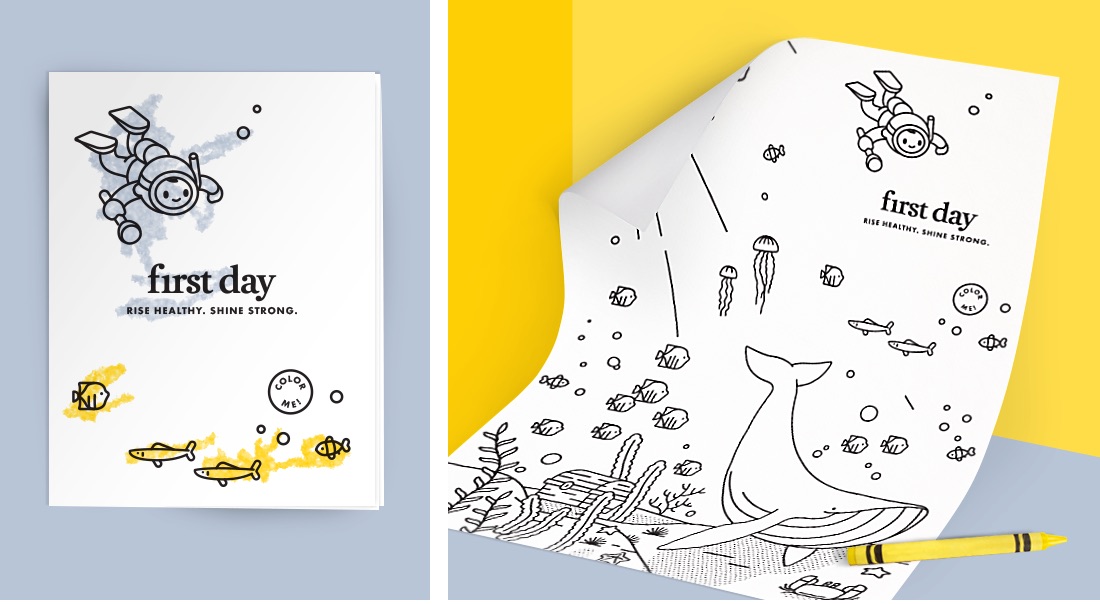 first day
RISE HEALTHY. SHINE STRONG.
COLOR
ME!
first day
RISE HEALTHY. SHINE STRONG.
COLOR
ME!